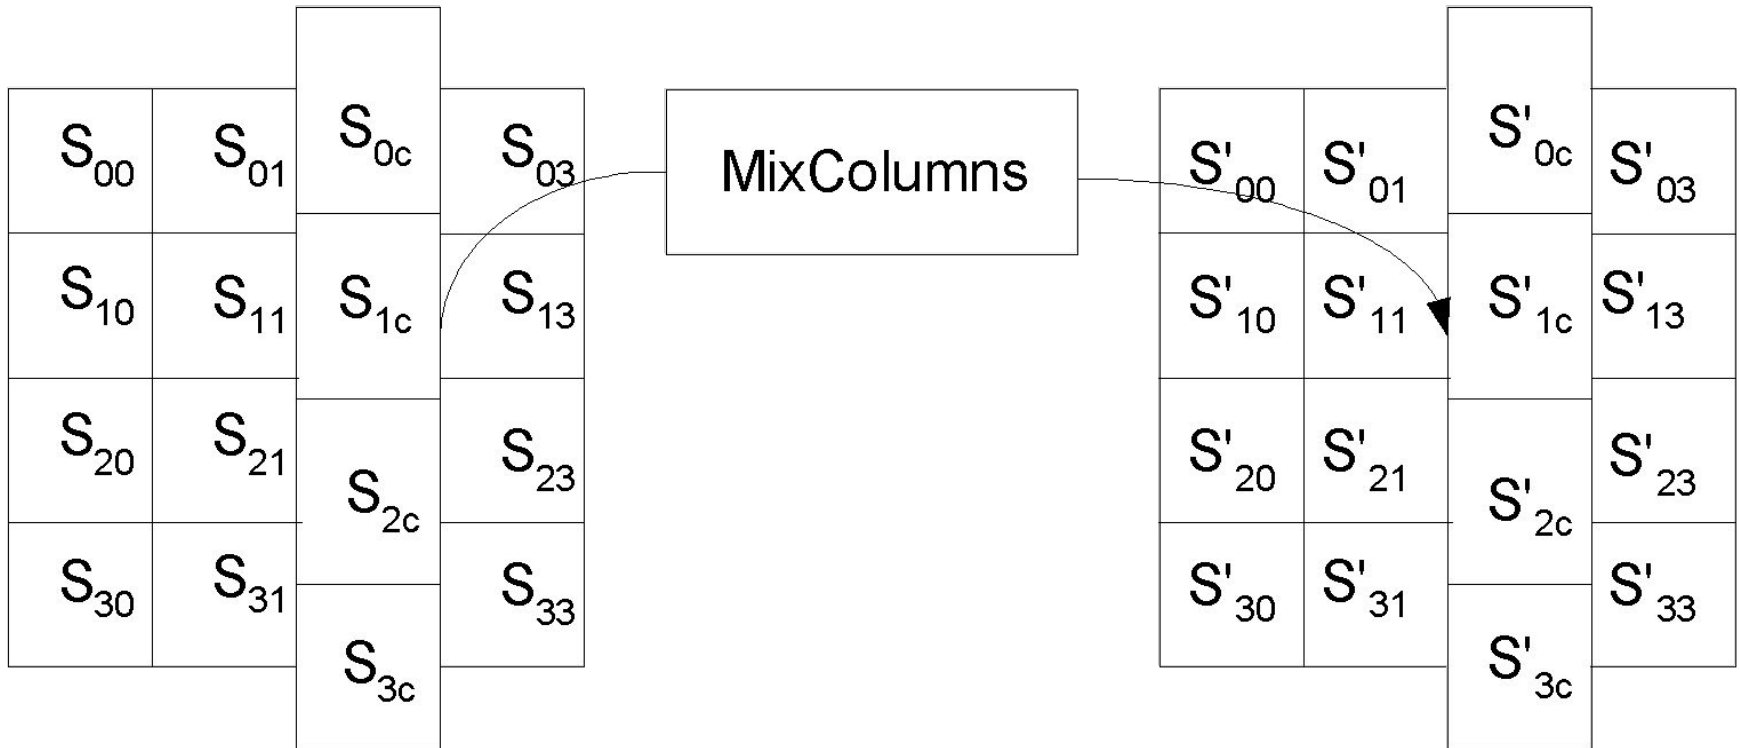 S00 S01 S0c S03 MixColumns S'00 S'01 S'0c S'03
S10 S11 S1c S13 S'10 S'11 S'1c S'13
S20 S21 S2c S23 S'20 S'21 S'2c S'23
S30 S31 S3c S33 S'30 S'31 S'3c S'33